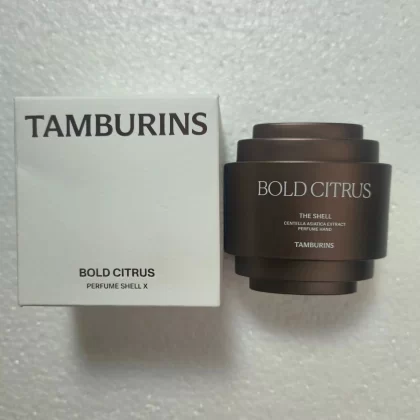 TAMBURINS
BOLD CITRUS
PERFUME SHELL X
BOLD CITRUS
THE SHELL
CENTELLA ASIATICA EXTRACT
PERFUME HAND
TAMBURINS